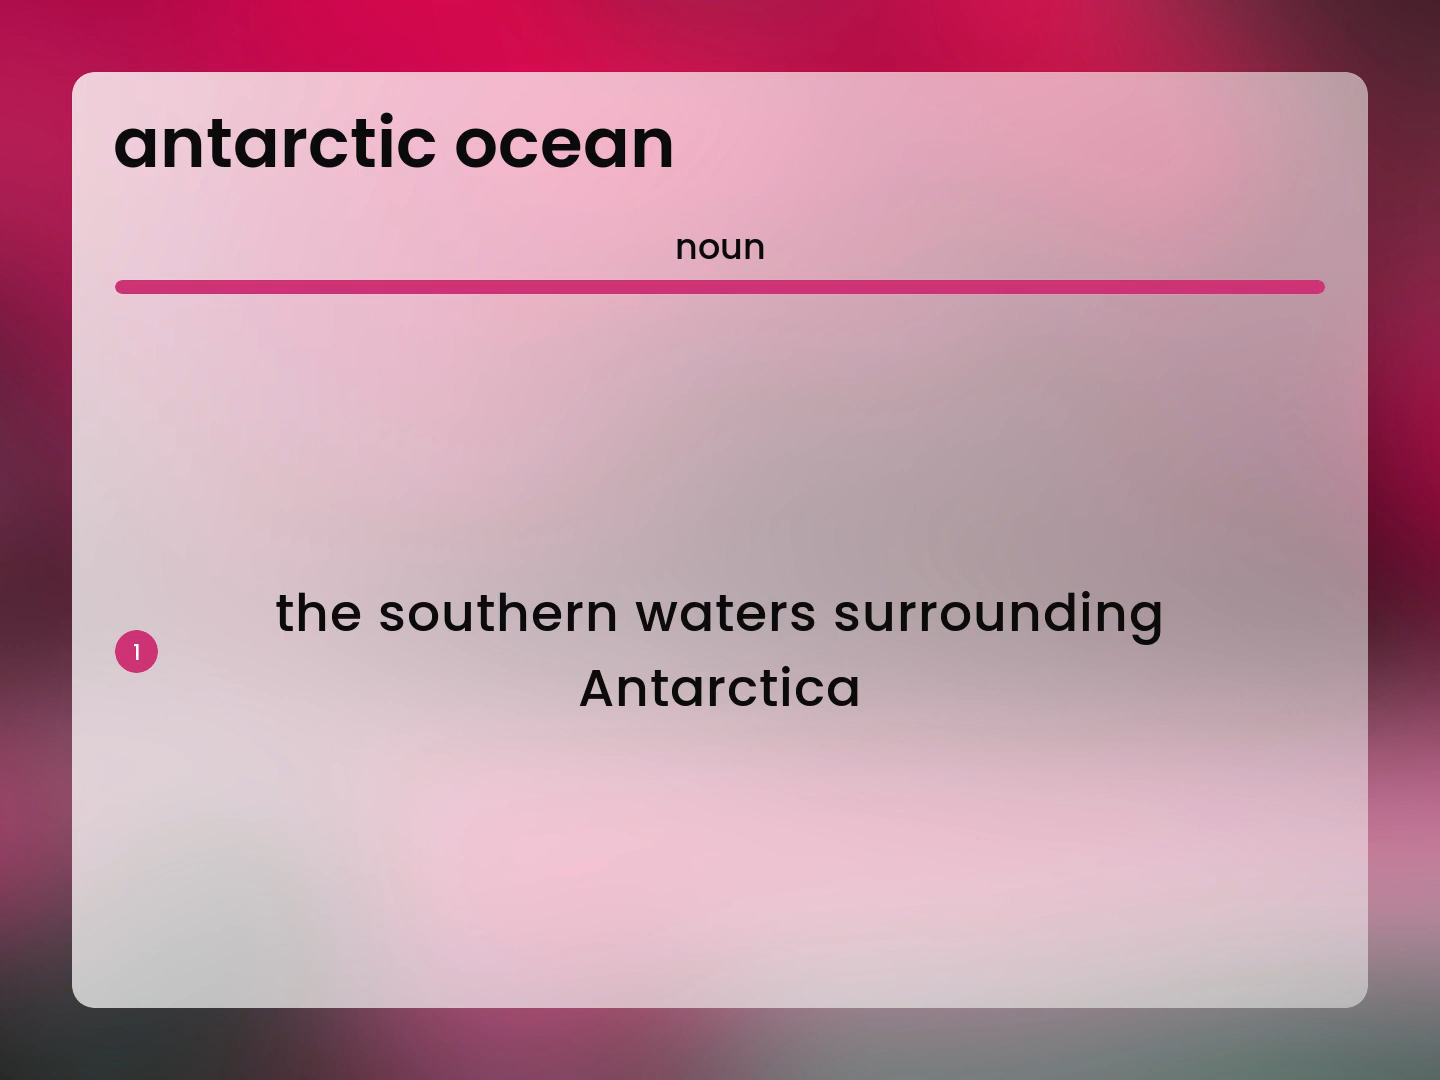 antarctic ocean
noun
1
the southern waters surrounding
Antarctica